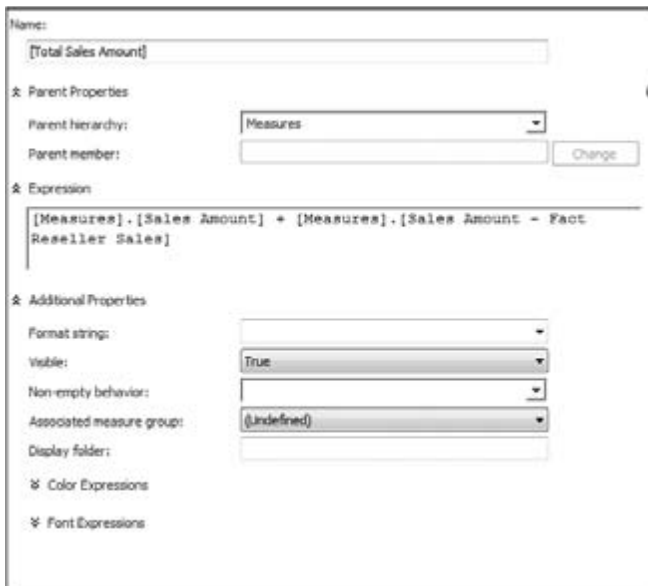 Name:
[Total Sales Amount]
Parent Properties
Parent hierarchy: Measures
Parent member: Change
Expression
[Measures].[Sales Amount] + [Measures].[Sales Amount - Fact
Reseller Sales]
Additional Properties
Format string:
Visible: True
Non-empty behavior:
Associated measure group: (Undefined)
Display folder:
Color Expressions
Font Expressions